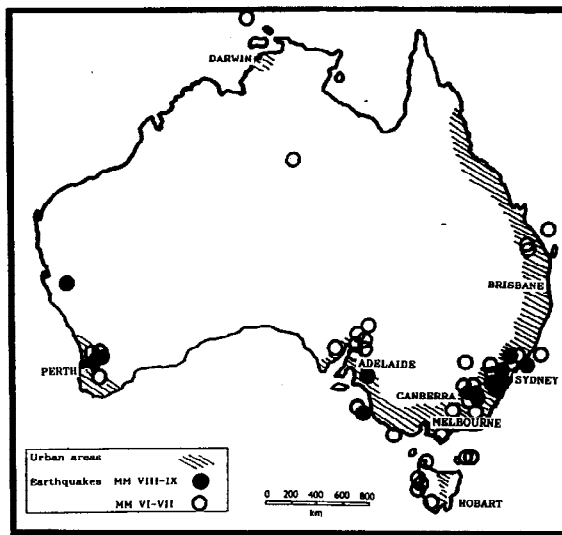 DARWIN
BRISBANE
PERTH
ADELAIDE
SYDNEY
CANBERRA
MELBOURNE
HOBART
Urban areas
Earthquakes MM VIII-IX
MM VI-VII
0 200 400 600 800
km